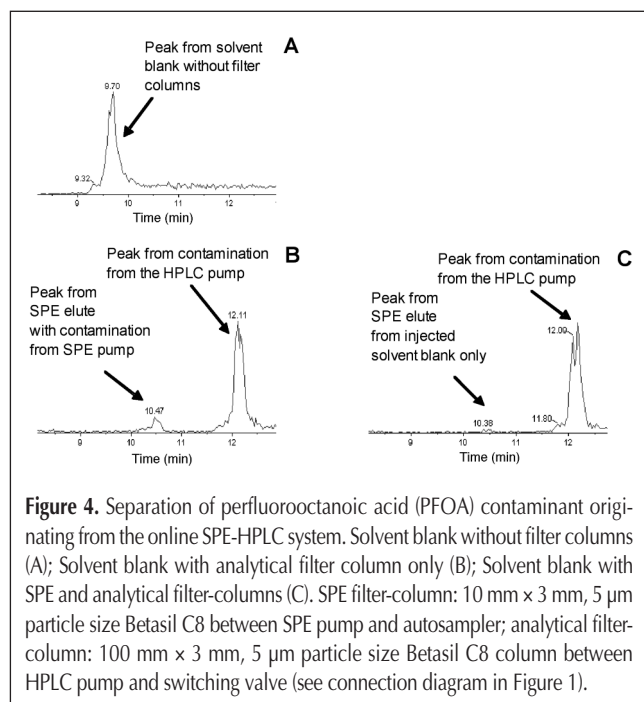 Peak from solvent
blank without filter
columns
A
9.70
9.32
9
10
11
12
Time (min)
Peak from contamination
from the HPLC pump
B
Peak from
SPE elute
with contamination
from SPE pump
12.11
10.47
9
10
11
12
Time (min)
Peak from contamination
from the HPLC pump
C
Peak from
SPE elute
from injected
solvent blank only
12.09
11.80
10.38
9
10
11
12
Time (min)
Figure 4. Separation of perfluorooctanoic acid (PFOA) contaminant origi-
nating from the online SPE-HPLC system. Solvent blank without filter columns
(A); Solvent blank with analytical filter column only (B); Solvent blank with
SPE and analytical filter-columns (C). SPE filter-column: 10 mm × 3 mm, 5 µm
particle size Betasil C8 between SPE pump and autosampler; analytical filter-
column: 100 mm × 3 mm, 5 µm particle size Betasil C8 column between
HPLC pump and switching valve (see connection diagram in Figure 1).